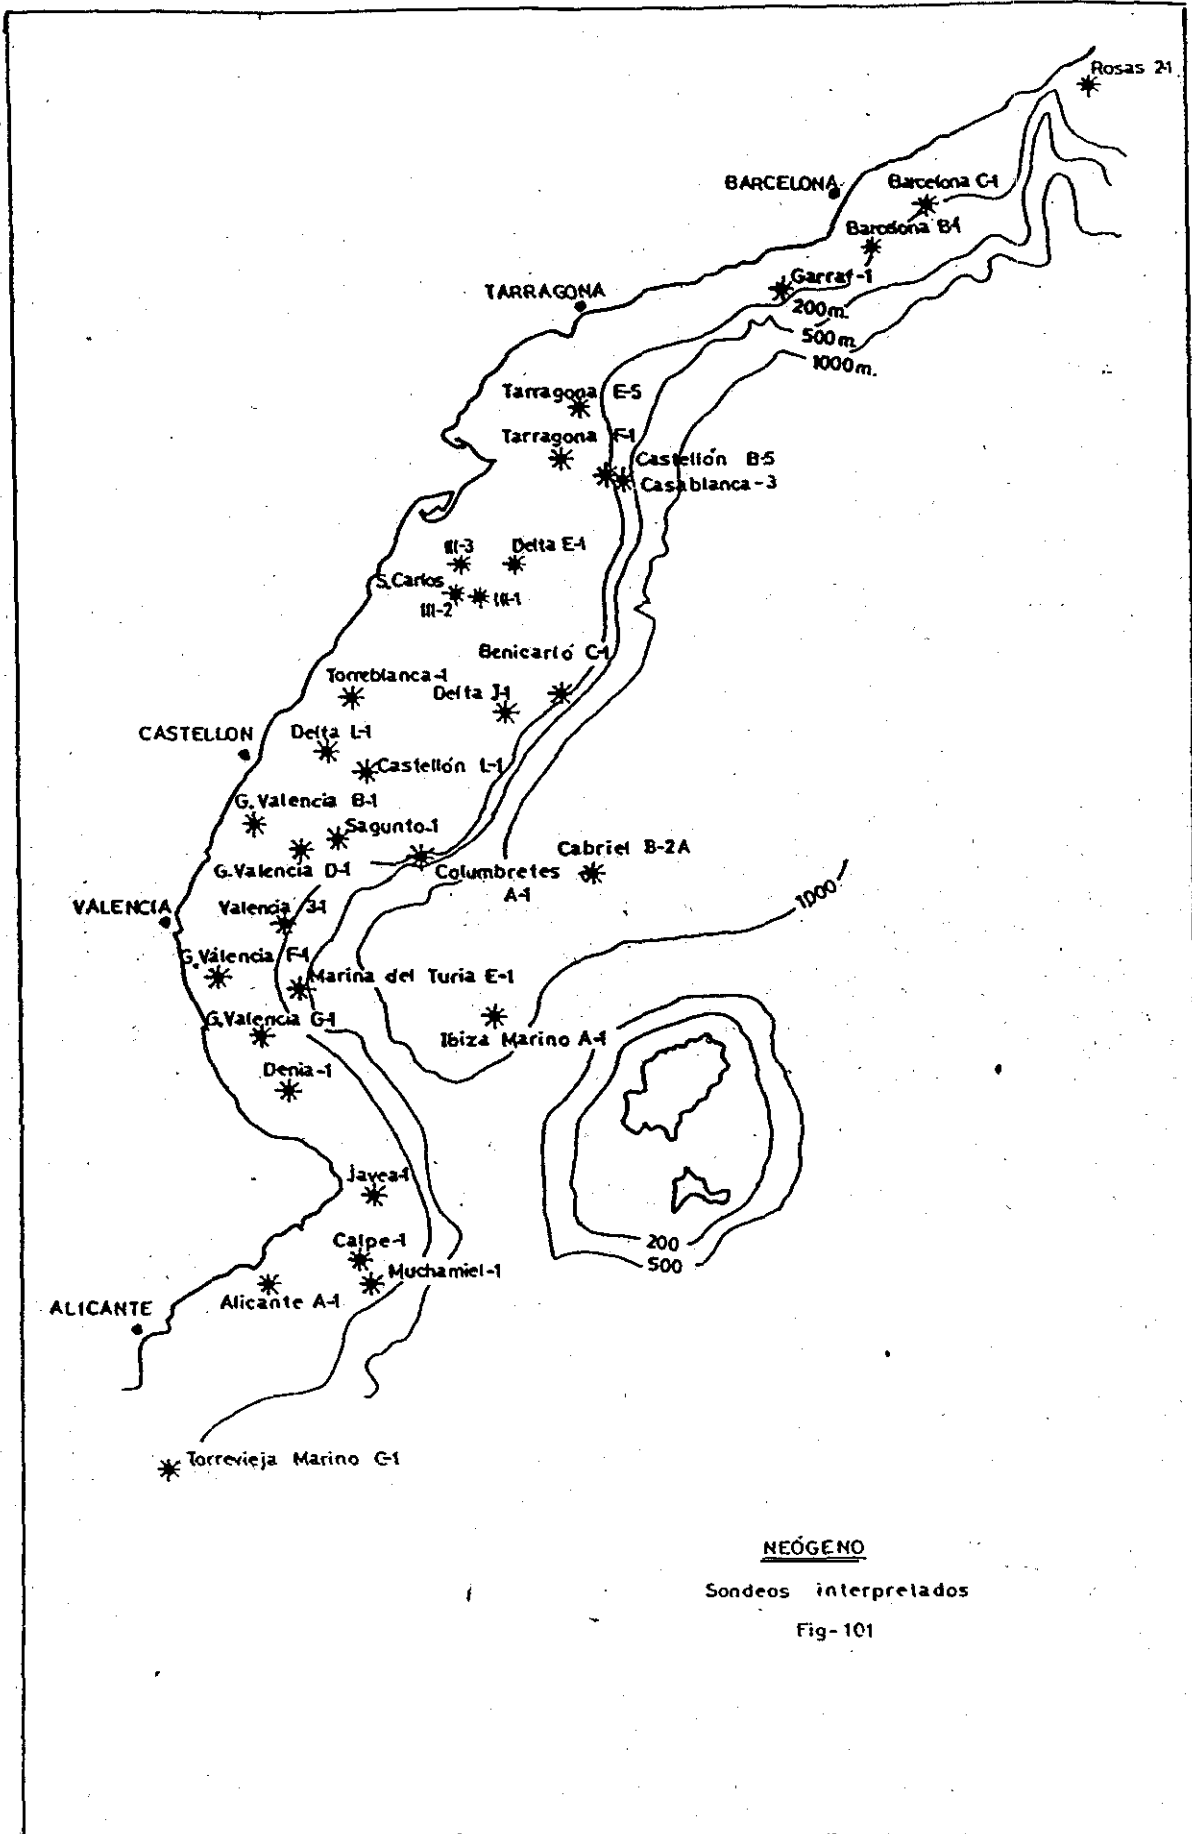 Rosas 2-1
BARCELONA
Barcelona C-1
Barcelona B-1
Garraf-1
TARRAGONA
200m.
500m
1000m.
Tarragona E-5
Tarragona F-1
Castellón B-5
Casablanca-3
III-3
Delta E-1
S.Carlos
III-2
III-1
Benicarló C-1
Torreblanca-1
Delta J-1
CASTELLON
Delta L-1
Castellón L-1
G.Valencia B-1
Sagunto-1
G.Valencia D-1
Columbretes
A-1
Cabriel B-2A
1000
VALENCIA
Valencia 3-1
G.Valencia F-1
Marina del Turia E-1
G.Valencia G-1
Ibiza Marino A-1
Denia-1
Javea-1
200
500
Calpe-1
Muchamiel-1
Alicante A-1
ALICANTE
Torrevieja Marino C-1
NEÓGENO
Sondeos interpretados
Fig-101